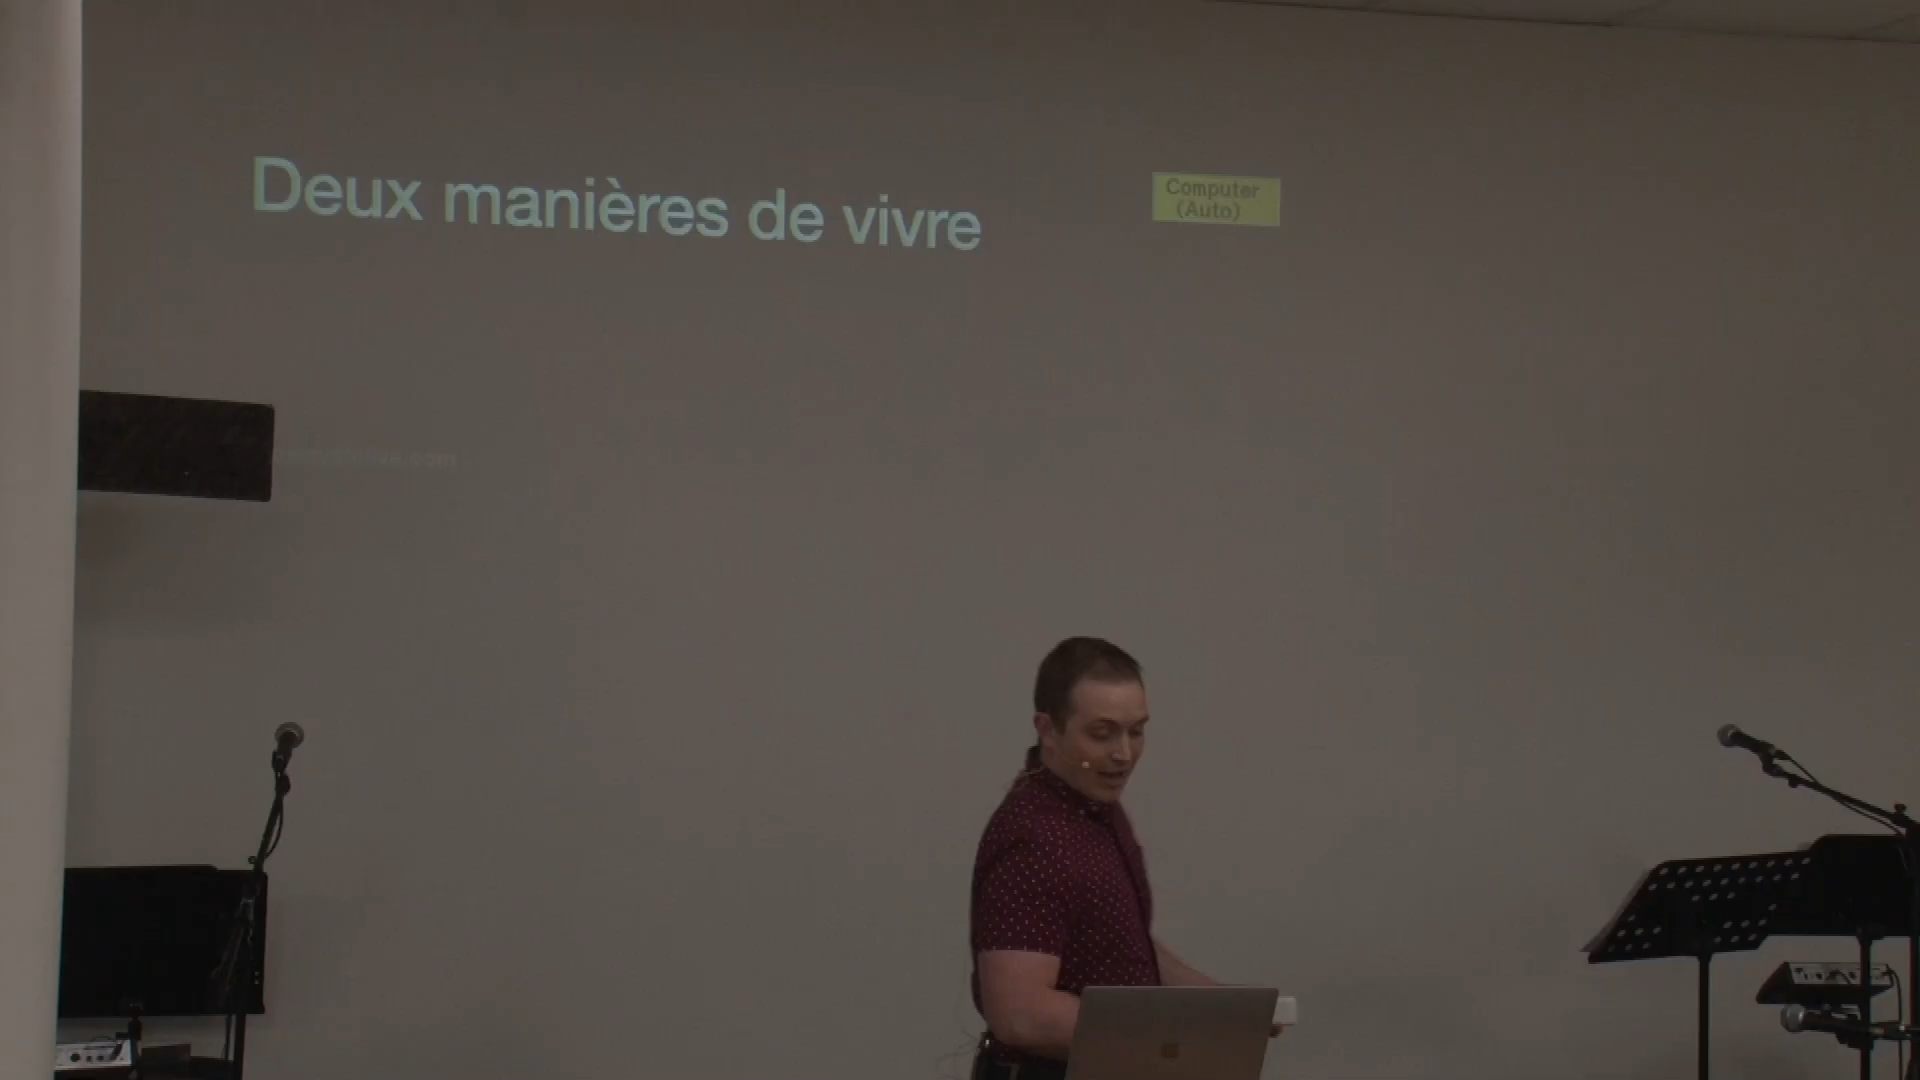 Deux manières de vivre
Computer
(Auto)